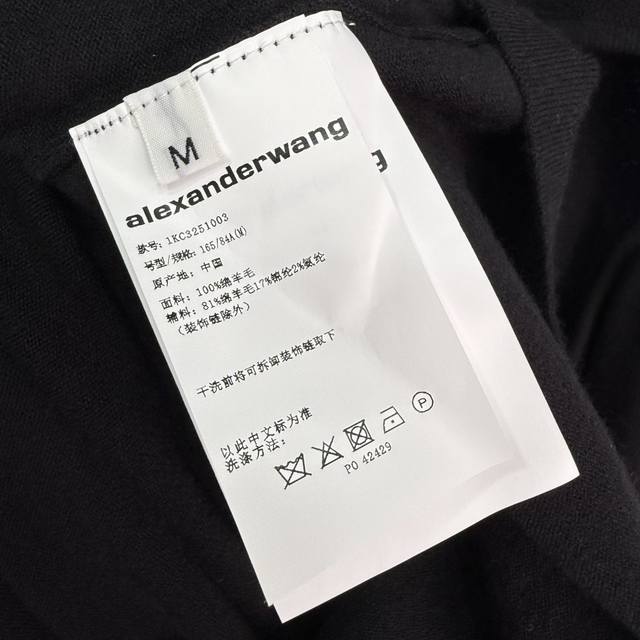 M
alexanderwang
款号: 1KC3251003
号型/规格: 165/84A(M)
原产地: 中国
面料: 100%绵羊毛
辅料: 81%绵羊毛17%锦纶2%氨纶
(装饰链除外)
干洗前将可拆卸装饰链取下
以此中文标为准
洗涤方法:
P
PO 42429
g